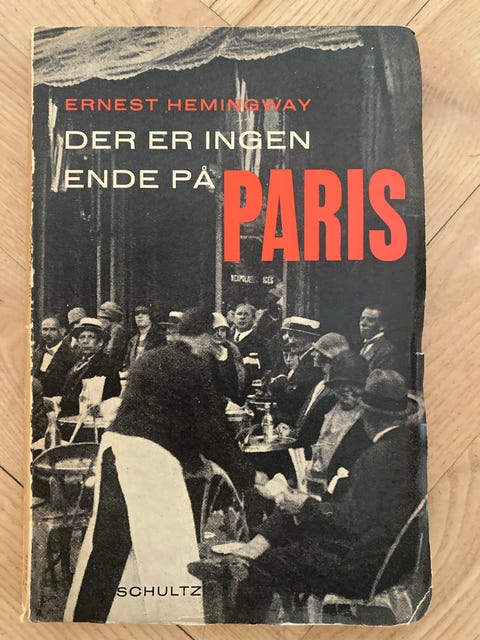 ERNEST HEMINGWAY
DER ER INGEN
ENDE PÅ
PARIS
SCHULTZ